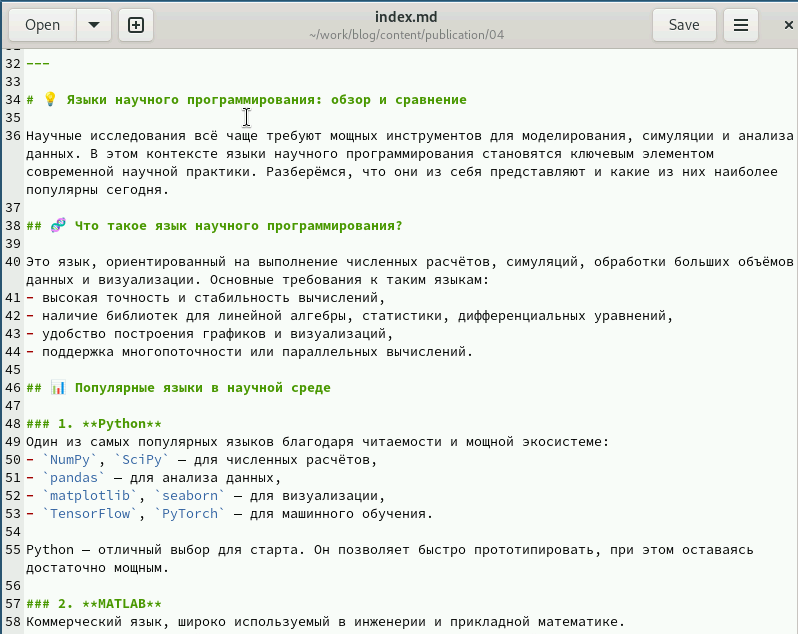 Open
index.md
~/work/blog/content/publication/04
Save
32 ---
33
34 # 💡 Языки научного программирования: обзор и сравнение
35
36 Научные исследования всё чаще требуют мощных инструментов для моделирования, симуляции и анализа
данных. В этом контексте языки научного программирования становятся ключевым элементом
современной научной практики. Разберёмся, что они из себя представляют и какие из них наиболее
популярны сегодня.
37
38 ## 🧬 Что такое язык научного программирования?
39
40 Это язык, ориентированный на выполнение численных расчётов, симуляций, обработки больших объёмов
данных и визуализации. Основные требования к таким языкам:
41 - высокая точность и стабильность вычислений,
42 - наличие библиотек для линейной алгебры, статистики, дифференциальных уравнений,
43 - удобство построения графиков и визуализаций,
44 - поддержка многопоточности или параллельных вычислений.
45
46 ## 📊 Популярные языки в научной среде
47
48 ### 1. **Python**
49 Один из самых популярных языков благодаря читаемости и мощной экосистеме:
50 - `NumPy`, `SciPy` — для численных расчётов,
51 - `pandas` — для анализа данных,
52 - `matplotlib`, `seaborn` — для визуализации,
53 - `TensorFlow`, `PyTorch` — для машинного обучения.
54
55 Python — отличный выбор для старта. Он позволяет быстро прототипировать, при этом оставаясь
достаточно мощным.
56
57 ### 2. **MATLAB**
58 Коммерческий язык, широко используемый в инженерии и прикладной математике.